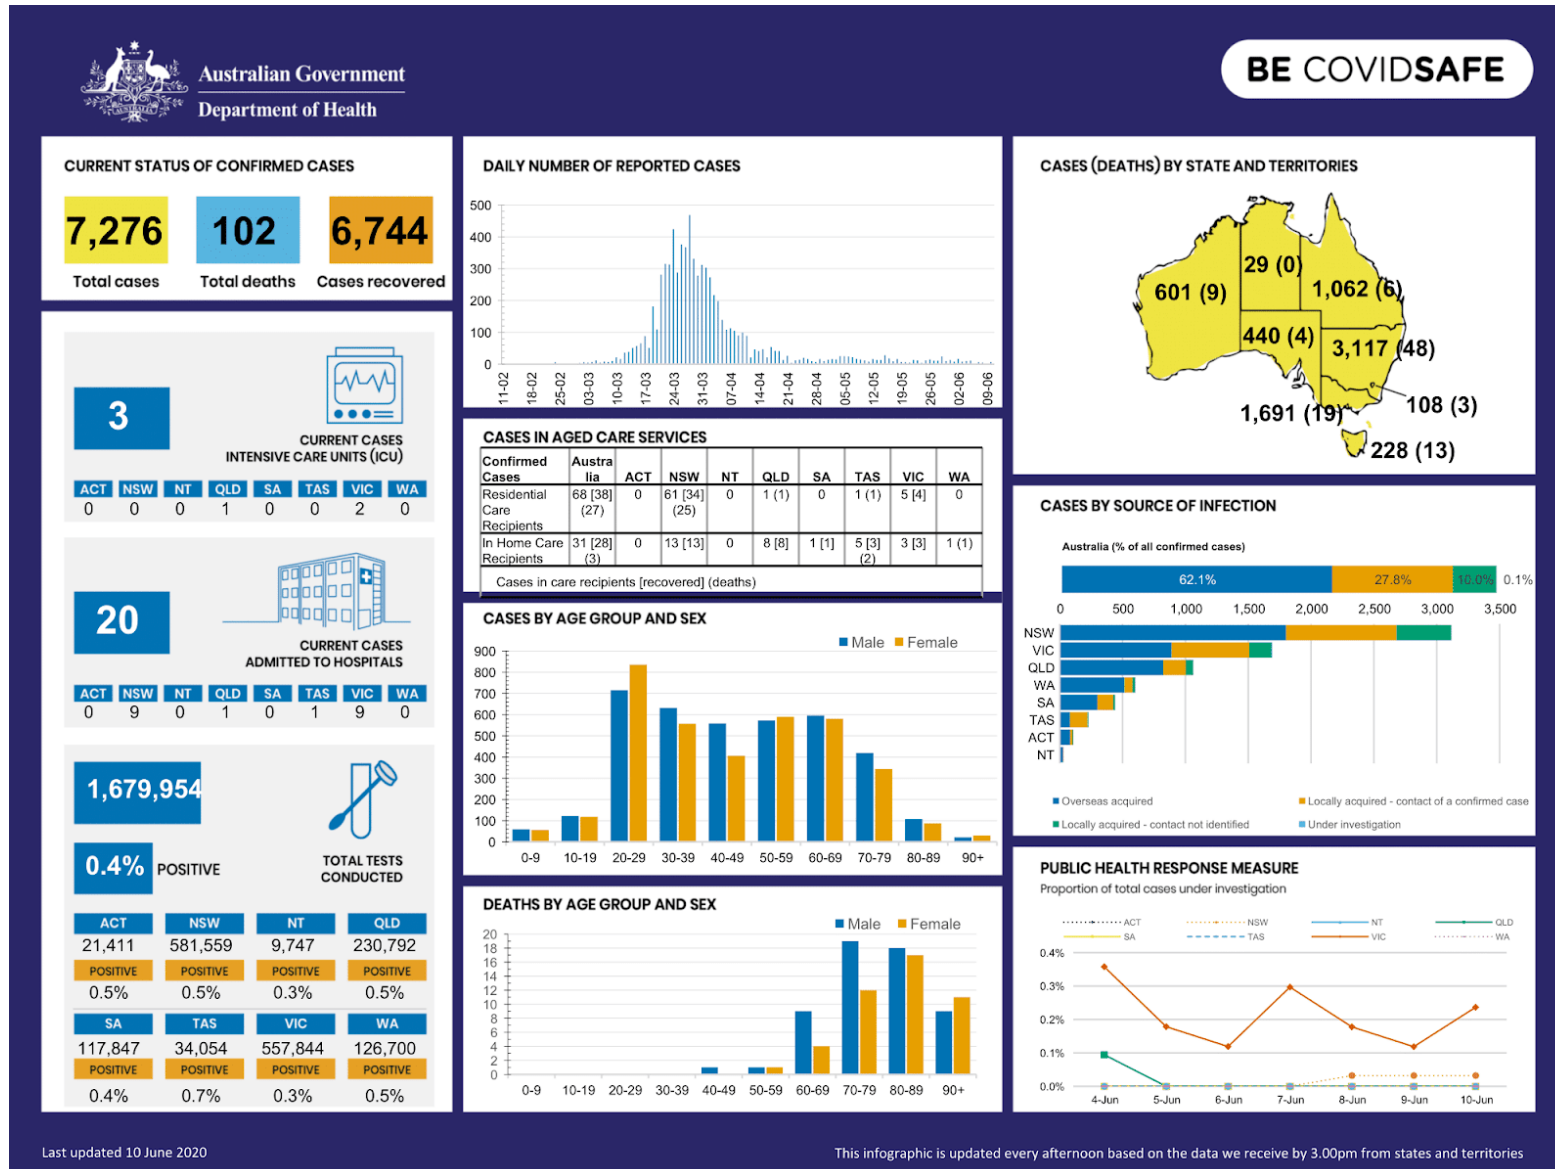 Australian Government
Department of Health
BE COVIDSAFE
CURRENT STATUS OF CONFIRMED CASES
7,276 102 6,744
Total cases Total deaths Cases recovered
3
CURRENT CASES
INTENSIVE CARE UNITS (ICU)
ACT NSW NT QLD SA TAS VIC WA
0 0 0 1 0 0 2 0
20
CURRENT CASES
ADMITTED TO HOSPITALS
ACT NSW NT QLD SA TAS VIC WA
0 9 0 1 0 1 9 0
1,679,954
0.4% POSITIVE
TOTAL TESTS
CONDUCTED
ACT NSW NT QLD
21,411 581,559 9,747 230,792
POSITIVE POSITIVE POSITIVE POSITIVE
0.5% 0.5% 0.3% 0.5%
SA TAS VIC WA
117,847 34,054 557,844 126,700
POSITIVE POSITIVE POSITIVE POSITIVE
0.4% 0.7% 0.3% 0.5%
DAILY NUMBER OF REPORTED CASES
500
400
300
200
100
0
11-02 18-02 25-02 03-03 10-03 17-03 24-03 31-03 07-04 14-04 21-04 28-04 05-05 12-05 19-05 26-05 02-06 09-06
CASES IN AGED CARE SERVICES
Confirmed Austra
Cases lia ACT NSW NT QLD SA TAS VIC WA
Residential 68 [38] 0 61 [34] 0 1 (1) 0 1 (1) 5 [4] 0
Care (27) (25)
Recipients
In Home Care 31 [28] 0 13 [13] 0 8 [8] 1 [1] 5 [3] 3 [3] 1 (1)
Recipients (3) (2)
Cases in care recipients [recovered] (deaths)
CASES BY AGE GROUP AND SEX
Male Female
900
800
700
600
500
400
300
200
100
0
0-9 10-19 20-29 30-39 40-49 50-59 60-69 70-79 80-89 90+
DEATHS BY AGE GROUP AND SEX
Male Female
20
18
16
14
12
10
8
6
4
2
0
0-9 10-19 20-29 30-39 40-49 50-59 60-69 70-79 80-89 90+
CASES (DEATHS) BY STATE AND TERRITORIES
29 (0)
601 (9) 1,062 (6)
440 (4) 3,117 (48)
1,691 (19) 108 (3)
228 (13)
CASES BY SOURCE OF INFECTION
Australia (% of all confirmed cases)
62.1% 27.8% 10.0% 0.1%
0 500 1,000 1,500 2,000 2,500 3,000 3,500
NSW
VIC
QLD
WA
SA
TAS
ACT
NT
Overseas acquired Locally acquired - contact of a confirmed case
Locally acquired - contact not identified Under investigation
PUBLIC HEALTH RESPONSE MEASURE
Proportion of total cases under investigation
ACT NSW NT QLD
SA TAS VIC WA
0.4%
0.3%
0.2%
0.1%
0.0%
4-Jun 5-Jun 6-Jun 7-Jun 8-Jun 9-Jun 10-Jun
Last updated 10 June 2020
This infographic is updated every afternoon based on the data we receive by 3.00pm from states and territories